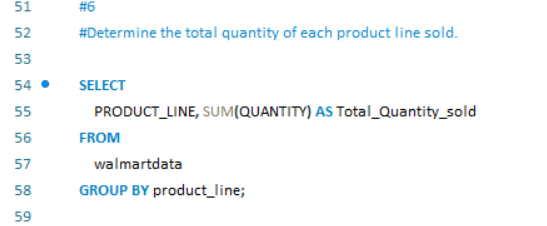 51 #6
52 #Determine the total quantity of each product line sold.
53
54 SELECT
55 PRODUCT_LINE, SUM(QUANTITY) AS Total_Quantity_sold
56 FROM
57 walmartdata
58 GROUP BY product_line;
59